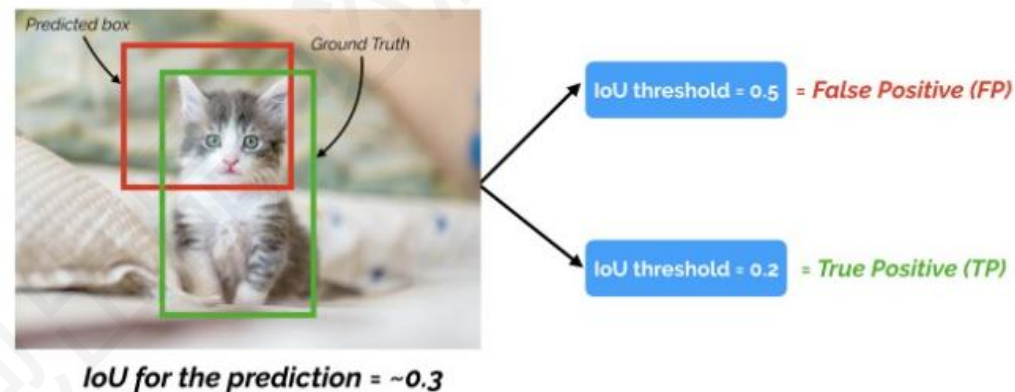 Predicted box
Ground Truth
IoU threshold = 0.5 = False Positive (FP)
IoU threshold = 0.2 = True Positive (TP)
IoU for the prediction = ~0.3